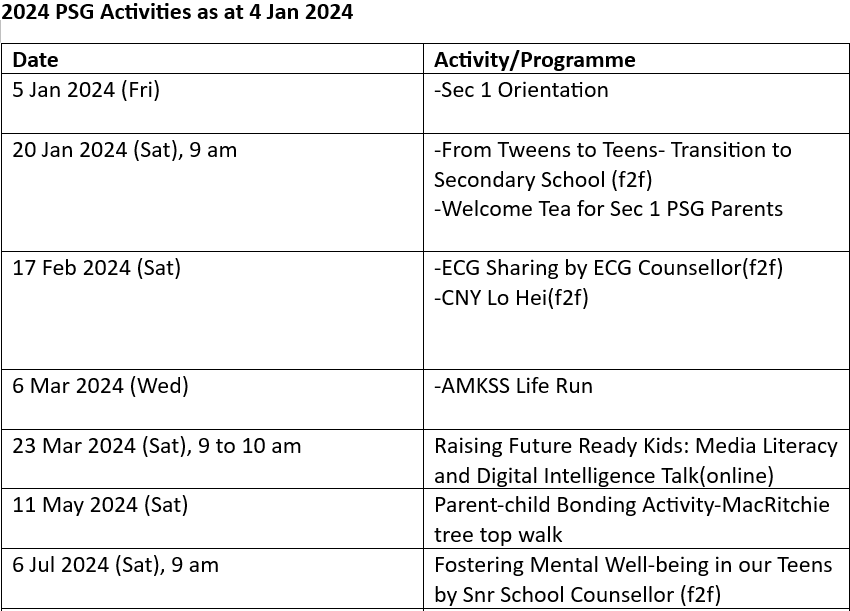 2024 PSG Activities as at 4 Jan 2024
Date
Activity/Programme
5 Jan 2024 (Fri)
-Sec 1 Orientation
20 Jan 2024 (Sat), 9 am
-From Tweens to Teens- Transition to
Secondary School (f2f)
-Welcome Tea for Sec 1 PSG Parents
17 Feb 2024 (Sat)
-ECG Sharing by ECG Counsellor(f2f)
-CNY Lo Hei(f2f)
6 Mar 2024 (Wed)
-AMKSS Life Run
23 Mar 2024 (Sat), 9 to 10 am
Raising Future Ready Kids: Media Literacy
and Digital Intelligence Talk(online)
11 May 2024 (Sat)
Parent-child Bonding Activity-MacRitchie
tree top walk
6 Jul 2024 (Sat), 9 am
Fostering Mental Well-being in our Teens
by Snr School Counsellor (f2f)